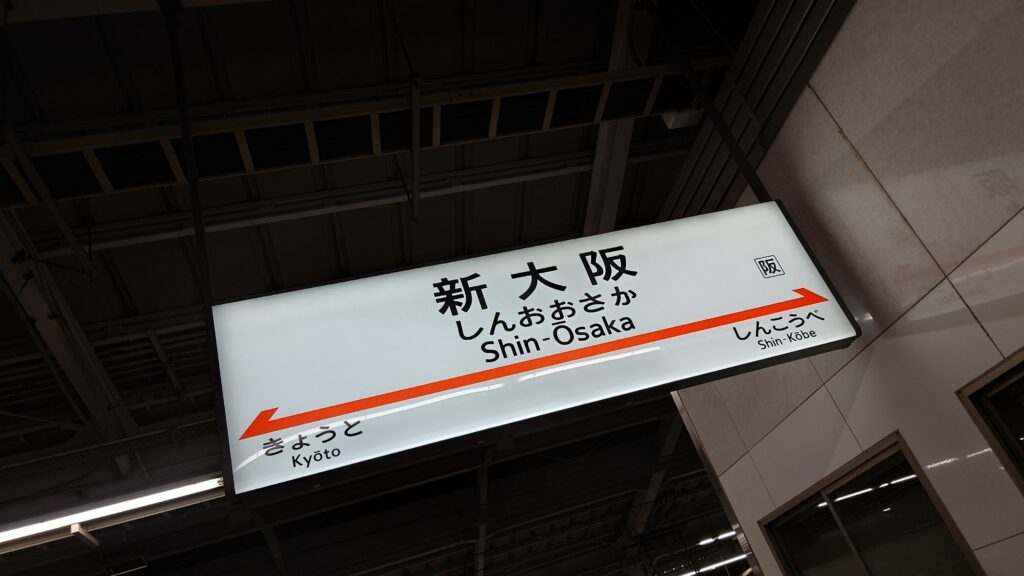 新大阪
しんおおさか
Shin-Ōsaka
阪
きょうと
Kyōto
しんこうべ
Shin-Kōbe